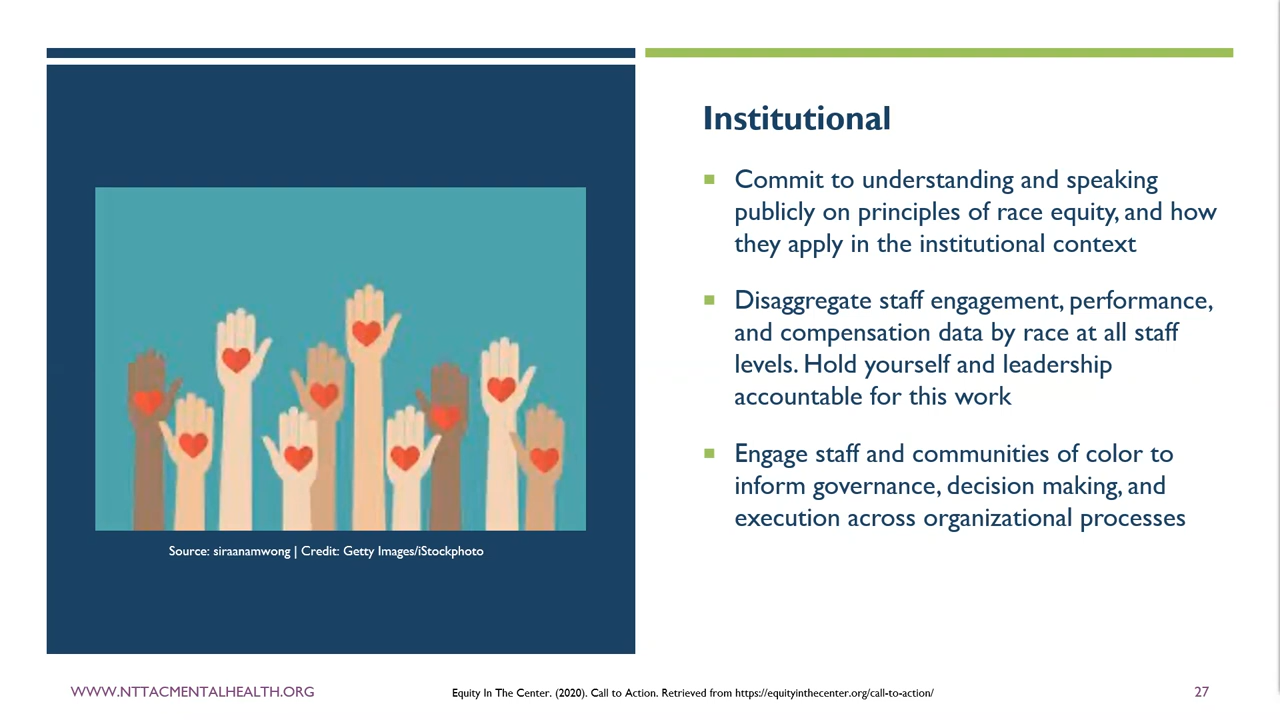 Institutional
Commit to understanding and speaking
publicly on principles of race equity, and how
they apply in the institutional context
Disaggregate staff engagement, performance,
and compensation data by race at all staff
levels. Hold yourself and leadership
accountable for this work
Engage staff and communities of color to
inform governance, decision making, and
execution across organizational processes
Source: siraanamwong | Credit: Getty Images/iStockphoto
WWW.NTTACMENTALHEALTH.ORG
Equity In The Center. (2020). Call to Action. Retrieved from https://equityinthecenter.org/call-to-action/
27